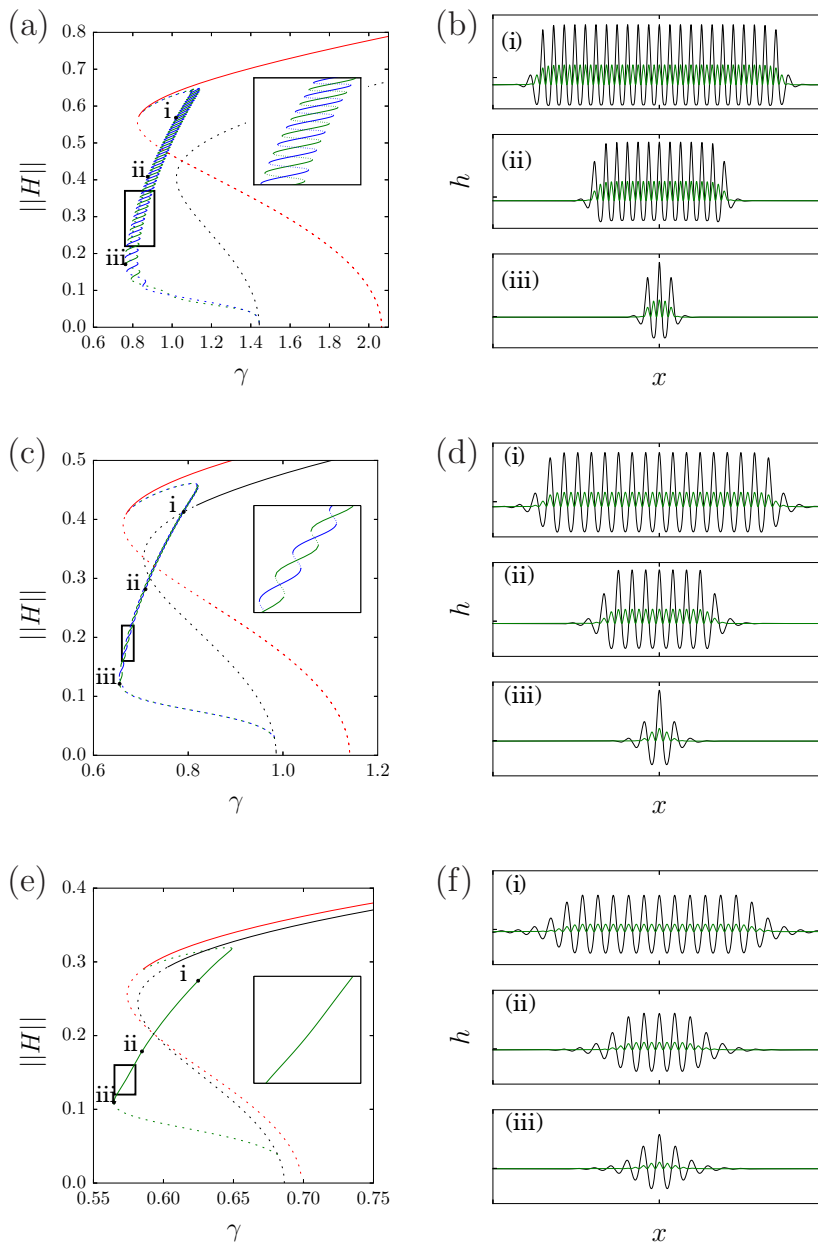 (a)
||H||
0.8
0.7
0.6
0.5
0.4
0.3
0.2
0.1
0.0
i
ii
iii
0.6 0.8 1.0 1.2 1.4 1.6 1.8 2.0
γ
(b)
(i)
(ii)
(iii)
h
x
(c)
||H||
0.5
0.4
0.3
0.2
0.1
0.0
i
ii
iii
0.6 0.8 1.0 1.2
γ
(d)
(i)
(ii)
(iii)
h
x
(e)
||H||
0.4
0.3
0.2
0.1
0.0
i
ii
iii
0.55 0.60 0.65 0.70 0.75
γ
(f)
(i)
(ii)
(iii)
h
x